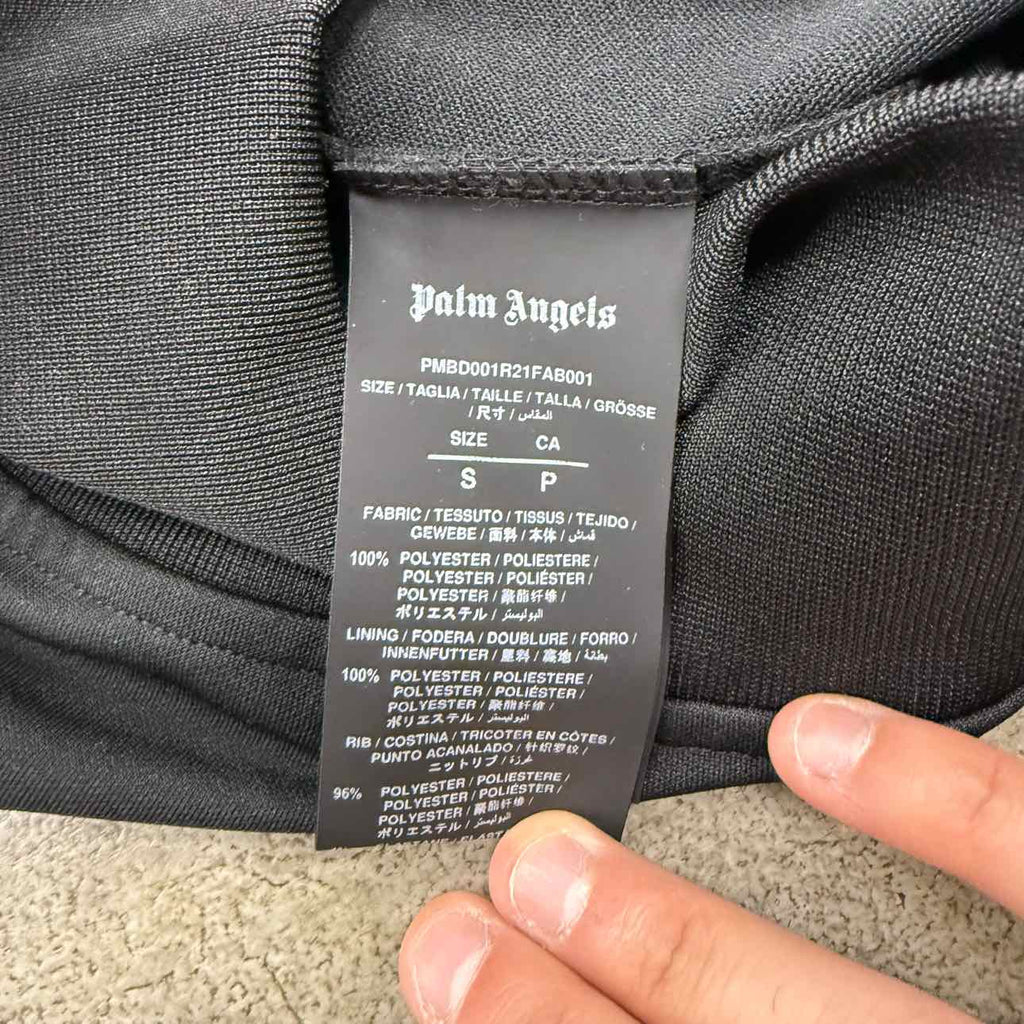 Palm Angels
PMBD001R21FAB001
SIZE / TAGLIA / TAILLE / TALLA / GRÖSSE
/ 尺寸 / المقاس
SIZE CA
S P
FABRIC / TESSUTO / TISSUS / TEJIDO /
GEWEBE / 面料 / 本体 / قماش
100% POLYESTER / POLIESTERE /
POLYESTER / POLIÉSTER /
POLYESTER / 聚酯纤维 /
ポリエステル / البوليستر
LINING / FODERA / DOUBLURE / FORRO /
INNENFUTTER / 里料 / 裏地 / بطانة
100% POLYESTER / POLIESTERE /
POLYESTER / POLIÉSTER /
POLYESTER / 聚酯纤维 /
ポリエステル / البوليستر
RIB / COSTINA / TRICOTER EN CÔTES /
PUNTO ACANALADO / 针织罗纹 /
ニットリブ /
96% POLYESTER / POLIESTERE /
POLYESTER / POLIÉSTER /
POLYESTER / 聚酯纤维 /
ポリエステル / البوليستر